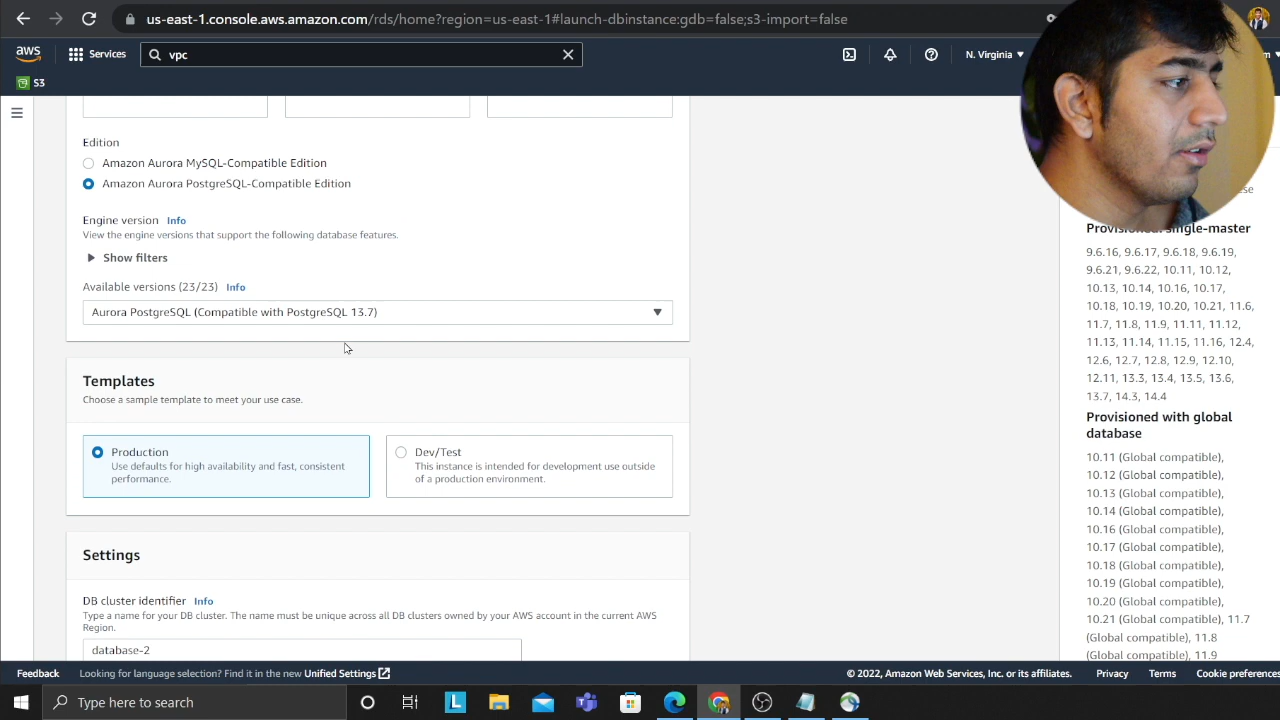 us-east-1.console.aws.amazon.com/rds/home?region=us-east-1#launch-dbinstance:gdb=false;s3-import=false
aws
Services
vpc
N. Virginia
S3
Edition
Amazon Aurora MySQL-Compatible Edition
Amazon Aurora PostgreSQL-Compatible Edition
Engine version Info
View the engine versions that support the following database features.
Show filters
Available versions (23/23) Info
Aurora PostgreSQL (Compatible with PostgreSQL 13.7)
Templates
Choose a sample template to meet your use case.
Production
Use defaults for high availability and fast, consistent
performance.
Dev/Test
This instance is intended for development use outside
of a production environment.
Settings
DB cluster identifier Info
Type a name for your DB cluster. The name must be unique across all DB clusters owned by your AWS account in the current AWS
Region.
database-2
Provisioned: single-master
9.6.16, 9.6.17, 9.6.18, 9.6.19,
9.6.21, 9.6.22, 10.11, 10.12,
10.13, 10.14, 10.16, 10.17,
10.18, 10.19, 10.20, 10.21, 11.6,
11.7, 11.8, 11.9, 11.11, 11.12,
11.13, 11.14, 11.15, 11.16, 12.4,
12.6, 12.7, 12.8, 12.9, 12.10,
12.11, 13.3, 13.4, 13.5, 13.6,
13.7, 14.3, 14.4
Provisioned with global
database
10.11 (Global compatible),
10.12 (Global compatible),
10.13 (Global compatible),
10.14 (Global compatible),
10.16 (Global compatible),
10.17 (Global compatible),
10.18 (Global compatible),
10.19 (Global compatible),
10.20 (Global compatible),
10.21 (Global compatible), 11.7
(Global compatible), 11.8
(Global compatible), 11.9
Feedback
Looking for language selection? Find it in the new Unified Settings
© 2022, Amazon Web Services, Inc. or its affiliates.
Privacy
Terms
Cookie preferences
Type here to search